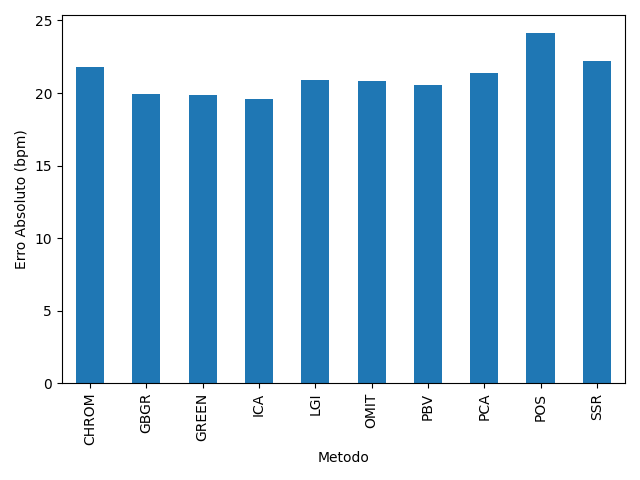 25
20
15
10
5
0
Erro Absoluto (bpm)
CHROM
GBGR
GREEN
ICA
LGI
OMIT
PBV
PCA
POS
SSR
Metodo